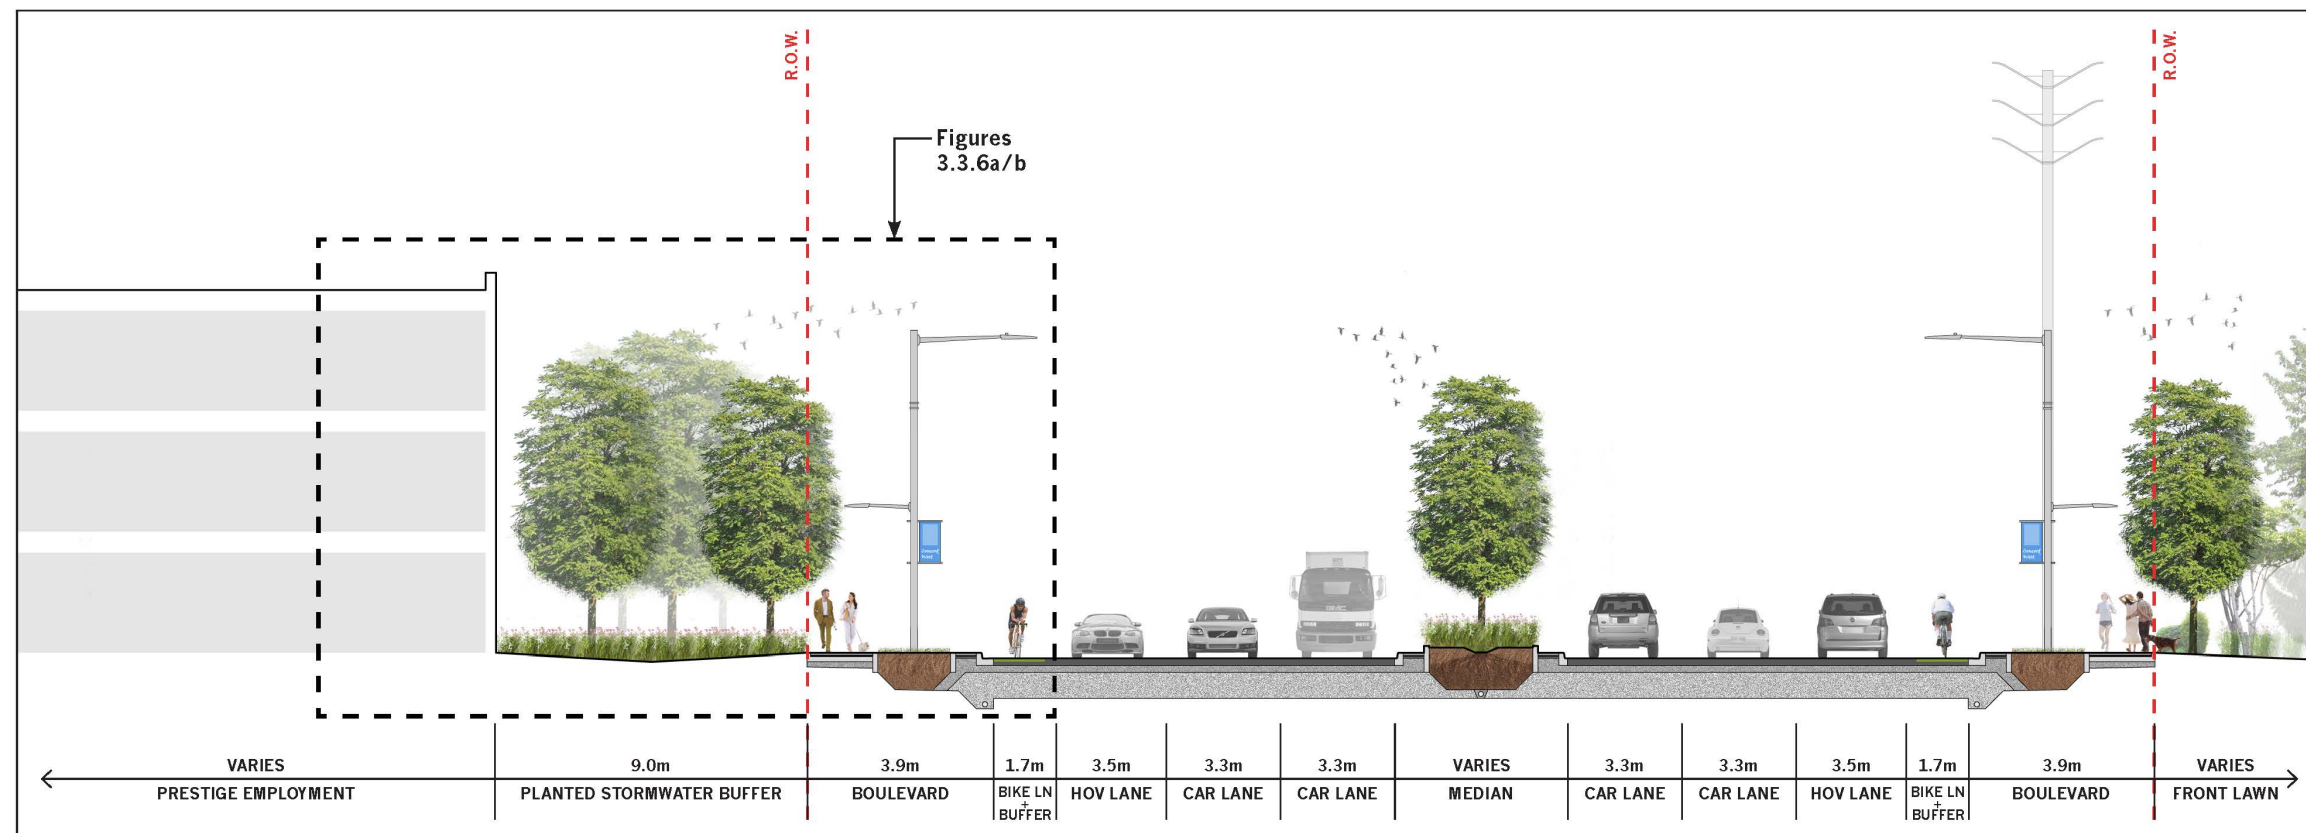 R.O.W.
R.O.W.
Figures
3.3.6a/b
VARIES
PRESTIGE EMPLOYMENT
9.0m
PLANTED STORMWATER BUFFER
3.9m
BOULEVARD
1.7m
BIKE LN
+
BUFFER
3.5m
HOV LANE
3.3m
CAR LANE
3.3m
CAR LANE
VARIES
MEDIAN
3.3m
CAR LANE
3.3m
CAR LANE
3.5m
HOV LANE
1.7m
BIKE LN
+
BUFFER
3.9m
BOULEVARD
VARIES
FRONT LAWN